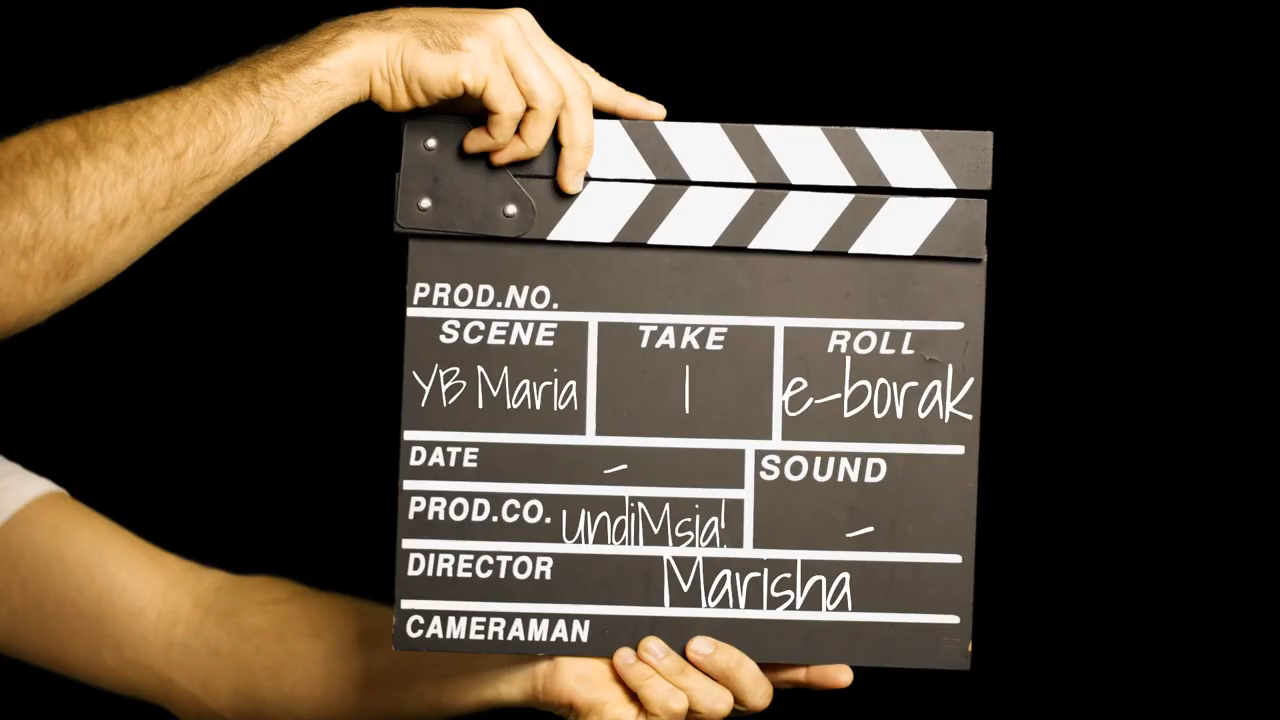 PROD.NO.
SCENE TAKE ROLL
YB Maria 1 e-borak
DATE - SOUND
PROD.CO. undiMsia! -
DIRECTOR Marisha
CAMERAMAN